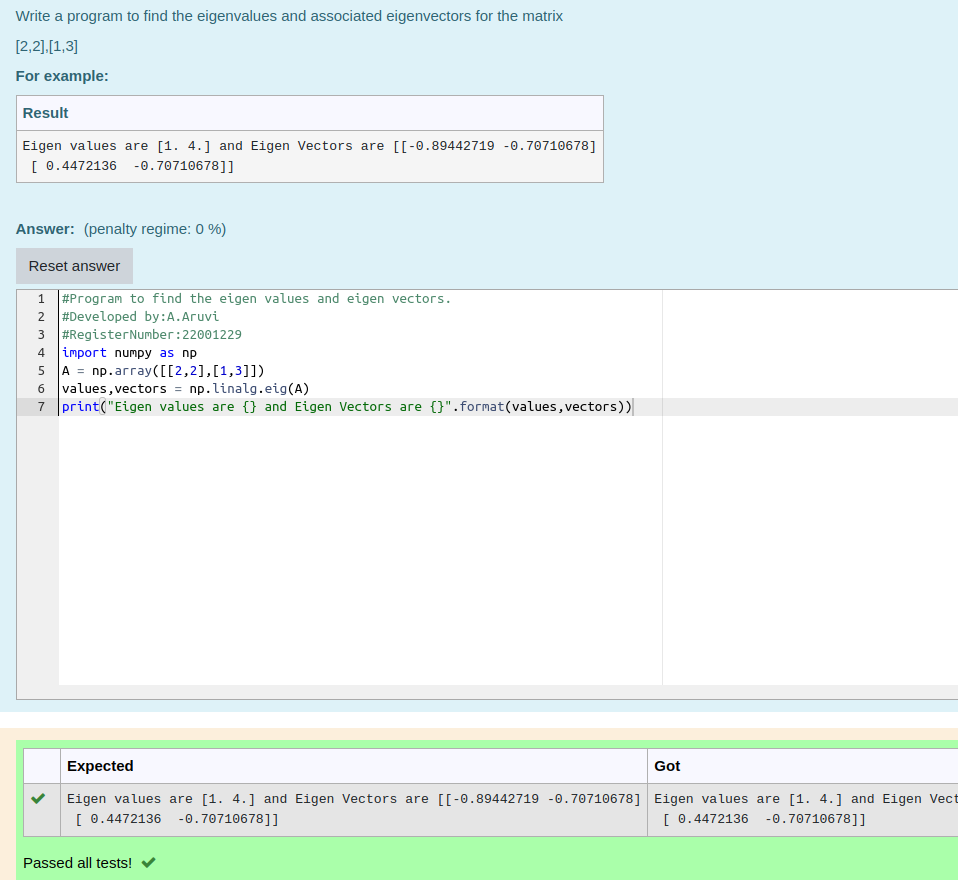 Write a program to find the eigenvalues and associated eigenvectors for the matrix
[2,2],[1,3]
For example:
Result
Eigen values are [1. 4.] and Eigen Vectors are [[-0.89442719 -0.70710678]
 [ 0.4472136  -0.70710678]]
Answer: (penalty regime: 0 %)
Reset answer
1 #Program to find the eigen values and eigen vectors.
2 #Developed by:A.Aruvi
3 #RegisterNumber:22001229
4 import numpy as np
5 A = np.array([[2,2],[1,3]])
6 values,vectors = np.linalg.eig(A)
7 print("Eigen values are {} and Eigen Vectors are {}".format(values,vectors))
Expected Got
Eigen values are [1. 4.] and Eigen Vectors are [[-0.89442719 -0.70710678] Eigen values are [1. 4.] and Eigen Vect
 [ 0.4472136  -0.70710678]] [ 0.4472136  -0.70710678]]
Passed all tests!